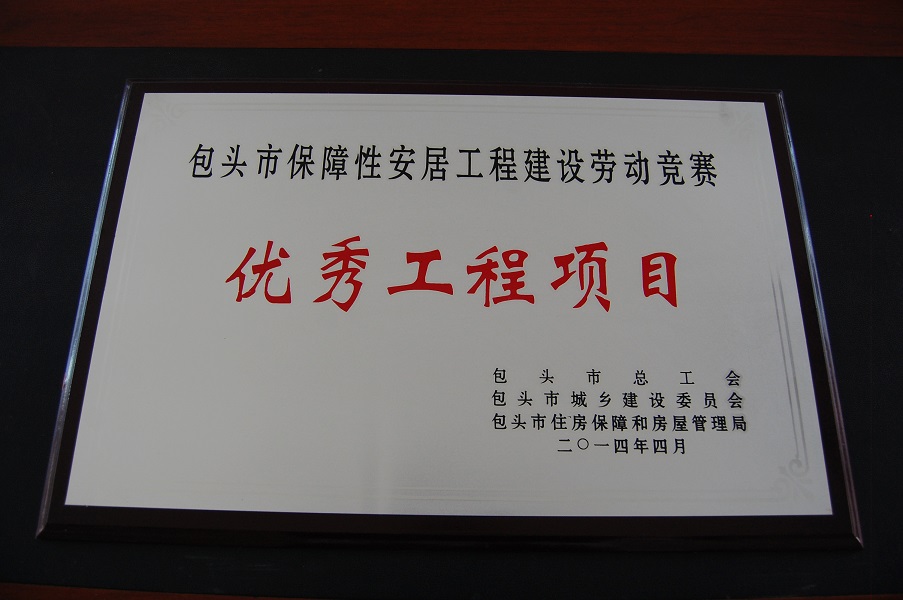 包头市保障性安居工程建设劳动竞赛
优秀工程项目
包头市总工会
包头市城乡建设委员会
包头市住房保障和房屋管理局
二〇一四年四月